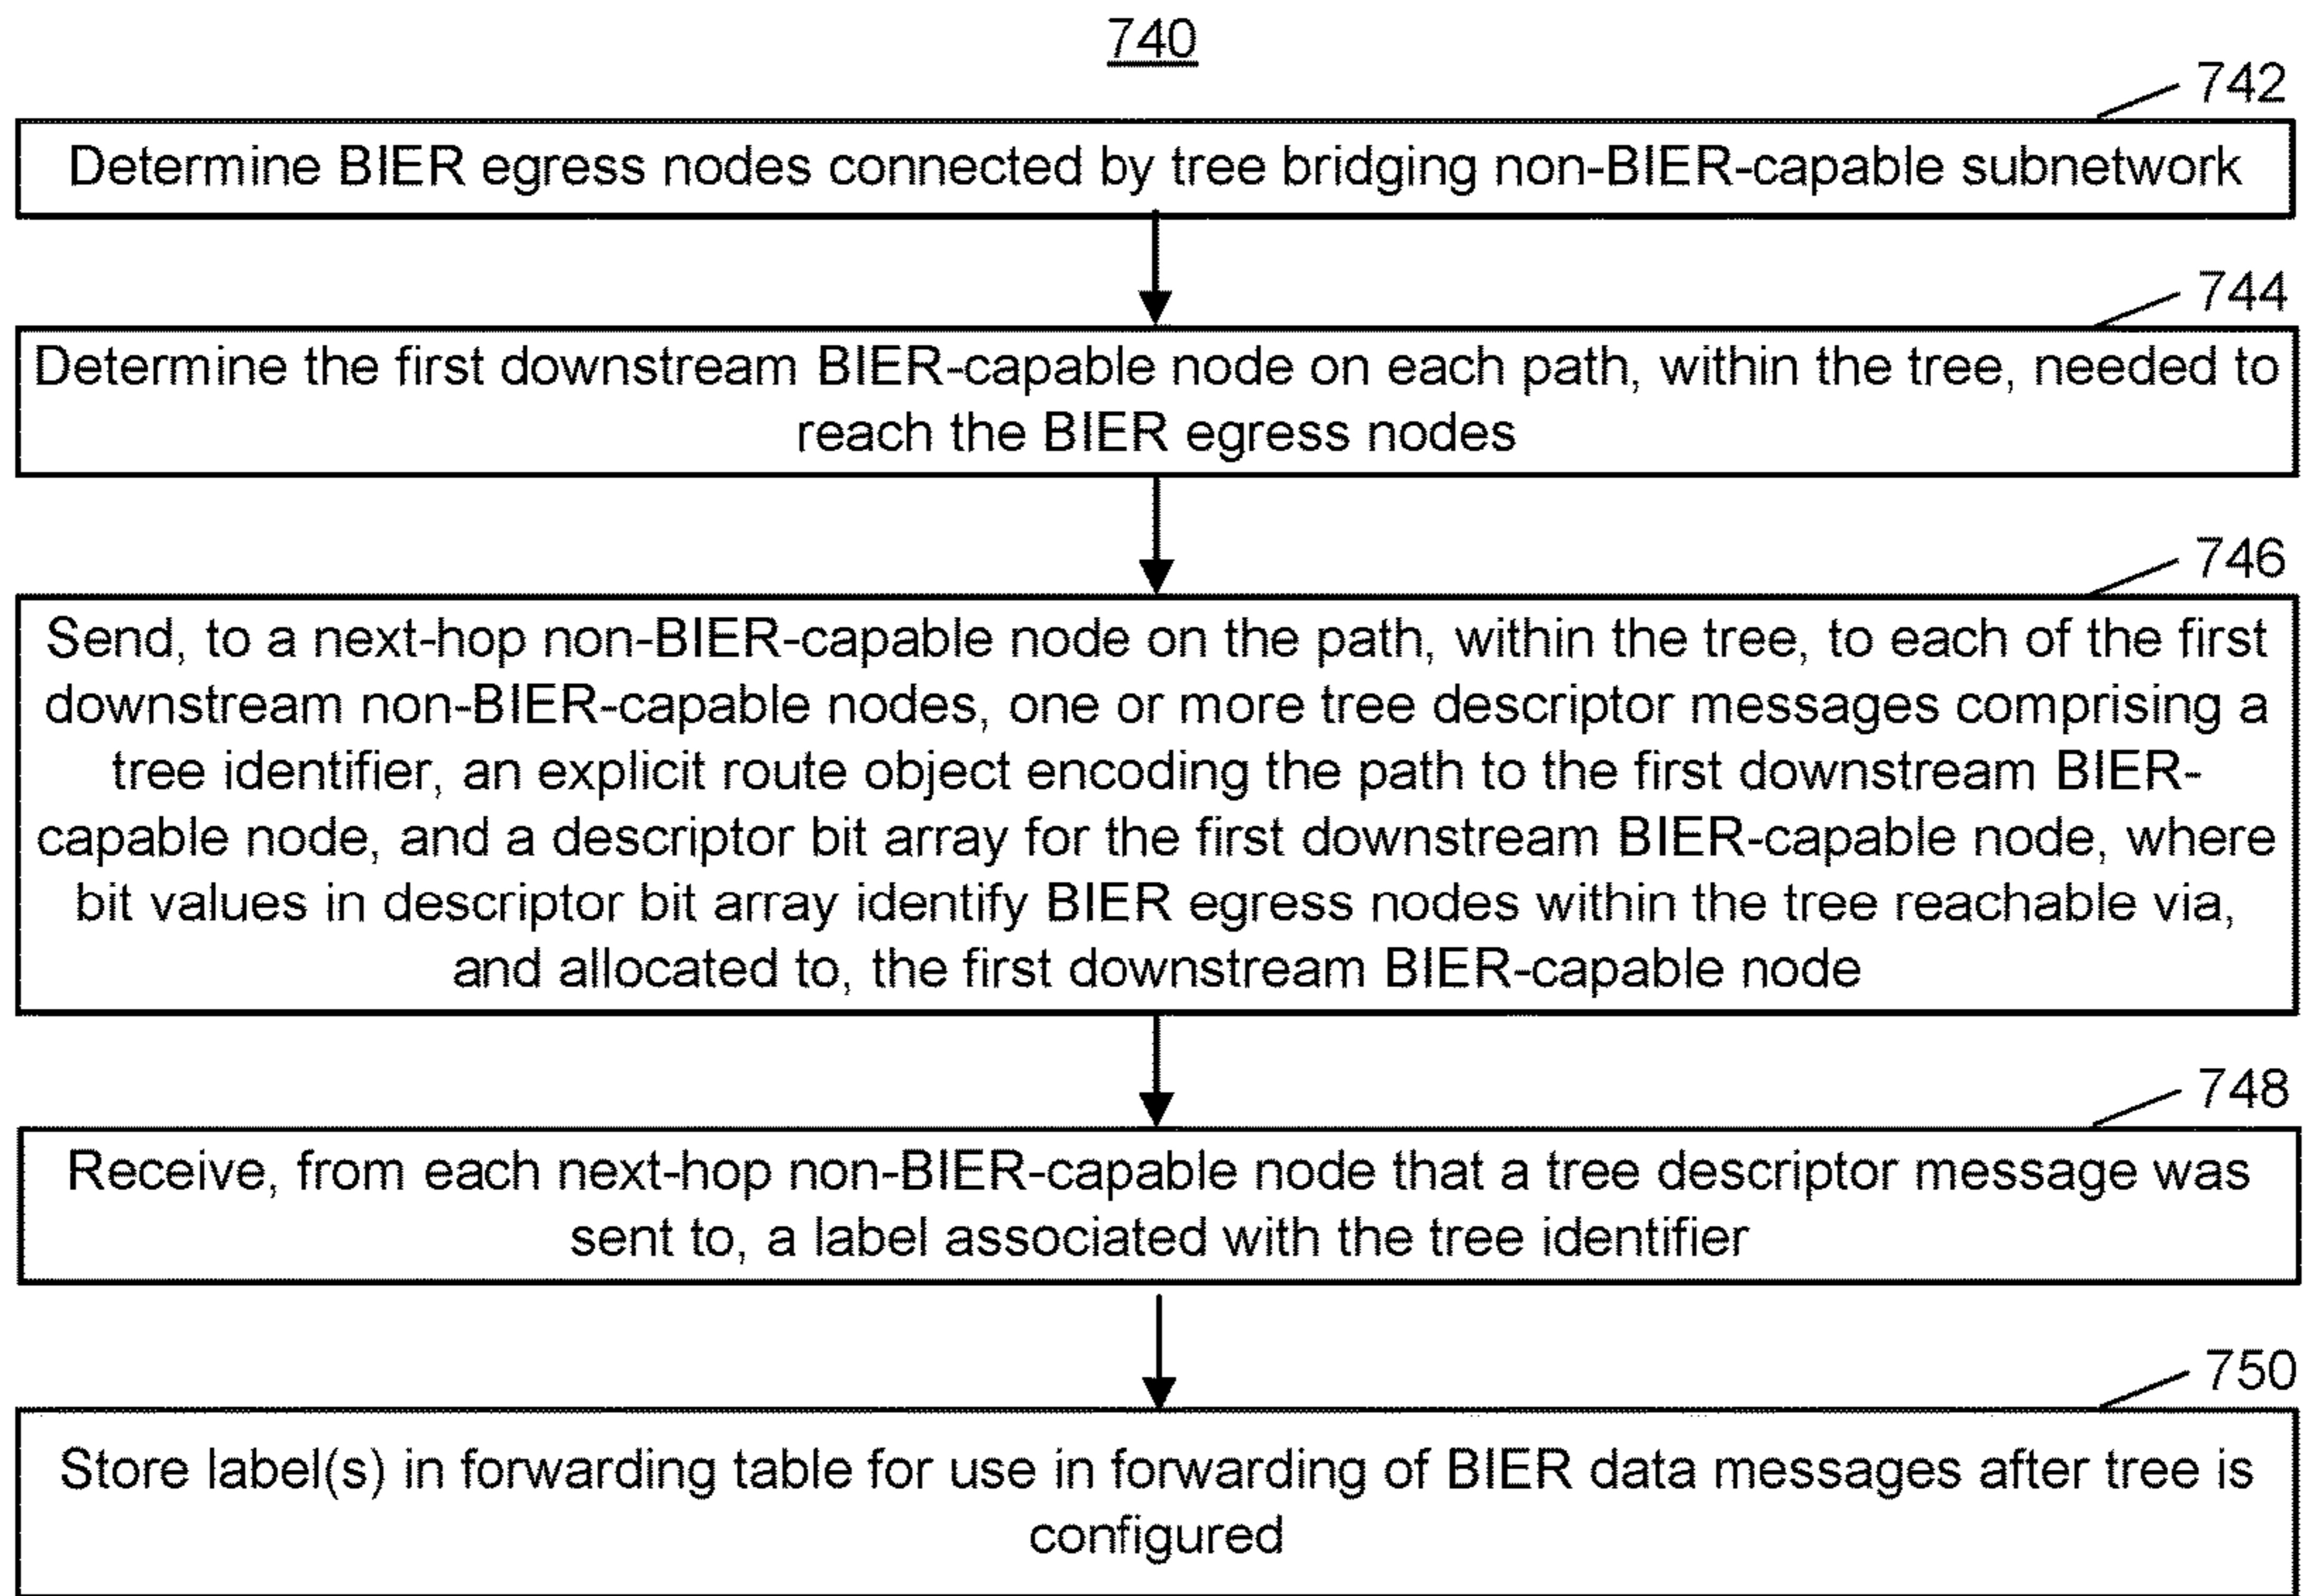 740
742
Determine BIER egress nodes connected by tree bridging non-BIER-capable subnetwork
744
Determine the first downstream BIER-capable node on each path, within the tree, needed to
reach the BIER egress nodes
746
Send, to a next-hop non-BIER-capable node on the path, within the tree, to each of the first
downstream non-BIER-capable nodes, one or more tree descriptor messages comprising a
tree identifier, an explicit route object encoding the path to the first downstream BIER-
capable node, and a descriptor bit array for the first downstream BIER-capable node, where
bit values in descriptor bit array identify BIER egress nodes within the tree reachable via,
and allocated to, the first downstream BIER-capable node
748
Receive, from each next-hop non-BIER-capable node that a tree descriptor message was
sent to, a label associated with the tree identifier
750
Store label(s) in forwarding table for use in forwarding of BIER data messages after tree is
configured